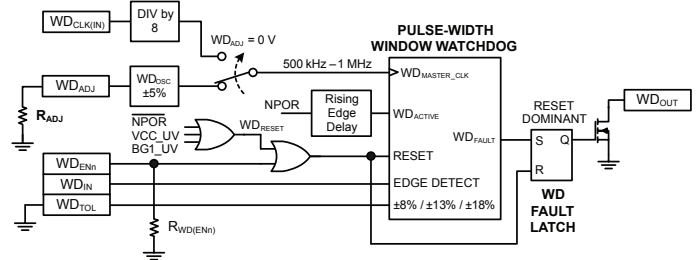 WDCLK(IN)
DIV by
8
WDADJ = 0 V
PULSE-WIDTH
WINDOW WATCHDOG
500 kHz – 1 MHz
WDMASTER_CLK
WDADJ
WDOSC
±5%
RADJ
NPOR
Rising
Edge
Delay
WDACTIVE
WDOUT
RESET
DOMINANT
NPOR
VCC_UV
BG1_UV
WDRESET
WDFAULT
S
Q
R
WDENn
RESET
WDIN
EDGE DETECT
WDTOL
±8% / ±13% / ±18%
WD
FAULT
LATCH
RWD(ENn)